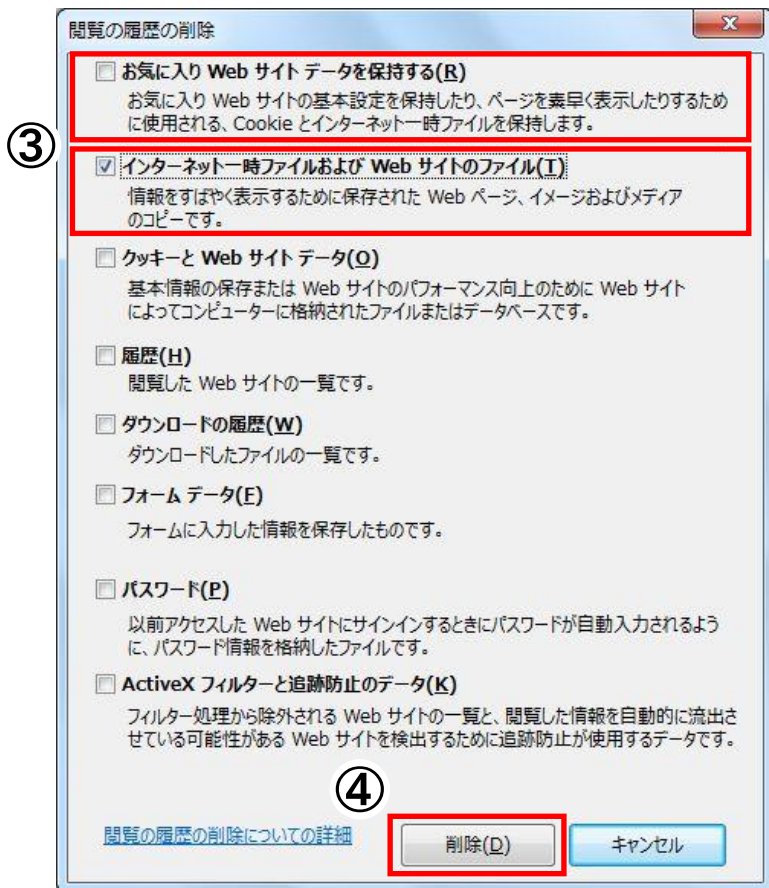 閲覧の履歴の削除
お気に入り Web サイト データを保持する(R)
お気に入り Web サイトの基本設定を保持したり、ページを素早く表示したりするため
に使用される、Cookie とインターネット一時ファイルを保持します。
③
インターネット一時ファイルおよび Web サイトのファイル(T)
情報をすばやく表示するために保存された Web ページ、イメージおよびメディア
のコピーです。
クッキーと Web サイト データ(O)
基本情報の保存または Web サイトのパフォーマンス向上のために Web サイト
によってコンピューターに格納されたファイルまたはデータベースです。
履歴(H)
閲覧した Web サイトの一覧です。
ダウンロードの履歴(W)
ダウンロードしたファイルの一覧です。
フォーム データ(F)
フォームに入力した情報を保存したものです。
パスワード(P)
以前アクセスした Web サイトにサインインするときにパスワードが自動入力されるよう
に、パスワード情報を格納したファイルです。
ActiveX フィルターと追跡防止のデータ(K)
フィルター処理から除外される Web サイトの一覧と、閲覧した情報を自動的に流出さ
せている可能性がある Web サイトを検出するために追跡防止が使用するデータです。
④
閲覧の履歴の削除についての詳細
削除(D)
キャンセル